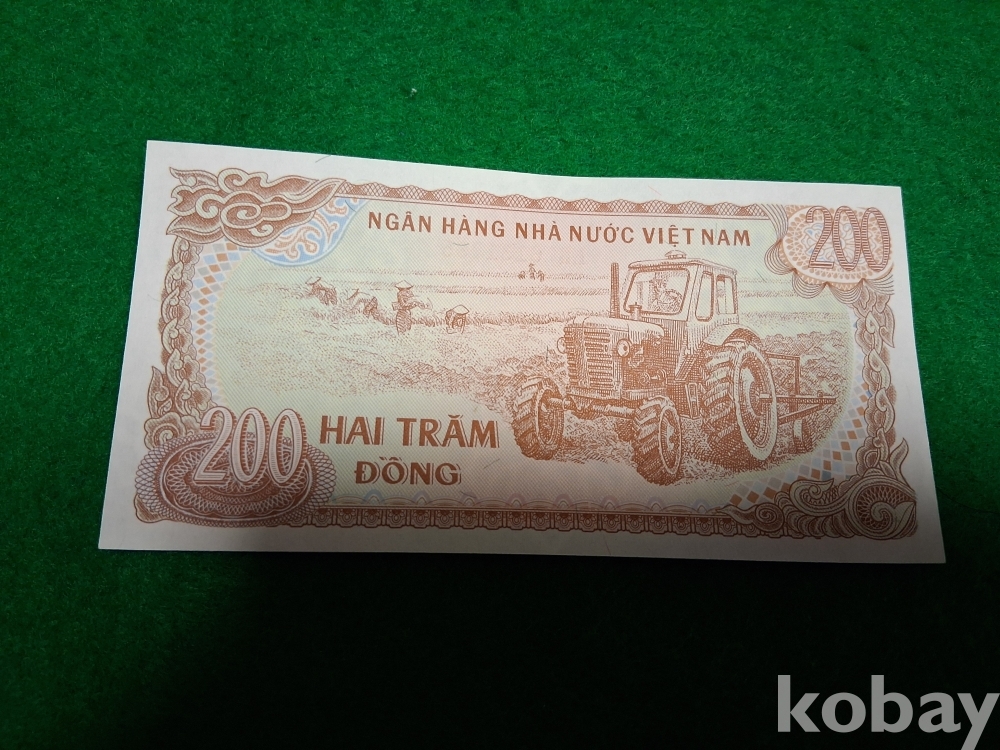 NGÂN HÀNG NHÀ NƯỚC VIỆT NAM
200
200
HAI TRĂM
ĐỒNG
kobay